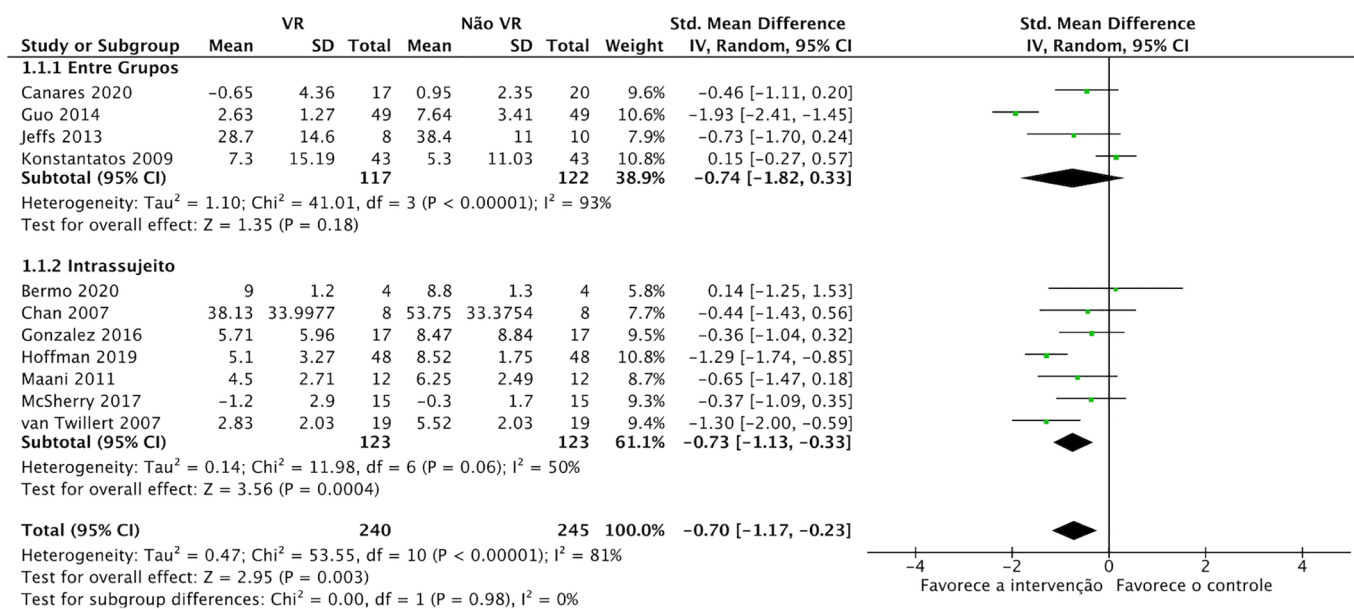 VR Não VR Std. Mean Difference Std. Mean Difference
Study or Subgroup Mean SD Total Mean SD Total Weight IV, Random, 95% CI IV, Random, 95% CI
1.1.1 Entre Grupos
Canares 2020 −0.65 4.36 17 0.95 2.35 20 9.6% −0.46 [−1.11, 0.20]
Guo 2014 2.63 1.27 49 7.64 3.41 49 10.6% −1.93 [−2.41, −1.45]
Jeffs 2013 28.7 14.6 8 38.4 11 10 7.9% −0.73 [−1.70, 0.24]
Konstantatos 2009 7.3 15.19 43 5.3 11.03 43 10.8% 0.15 [−0.27, 0.57]
Subtotal (95% CI) 117 122 38.9% −0.74 [−1.82, 0.33]
Heterogeneity: Tau² = 1.10; Chi² = 41.01, df = 3 (P < 0.00001); I² = 93%
Test for overall effect: Z = 1.35 (P = 0.18)
1.1.2 Intrassujeito
Bermo 2020 9 1.2 4 8.8 1.3 4 5.8% 0.14 [−1.25, 1.53]
Chan 2007 38.13 33.9977 8 53.75 33.3754 8 7.7% −0.44 [−1.43, 0.56]
Gonzalez 2016 5.71 5.96 17 8.47 8.84 17 9.5% −0.36 [−1.04, 0.32]
Hoffman 2019 5.1 3.27 48 8.52 1.75 48 10.8% −1.29 [−1.74, −0.85]
Maani 2011 4.5 2.71 12 6.25 2.49 12 8.7% −0.65 [−1.47, 0.18]
McSherry 2017 −1.2 2.9 15 −0.3 1.7 15 9.3% −0.37 [−1.09, 0.35]
van Twillert 2007 2.83 2.03 19 5.52 2.03 19 9.1% −1.30 [−2.00, −0.59]
Subtotal (95% CI) 123 123 61.1% −0.73 [−1.13, −0.33]
Heterogeneity: Tau² = 0.14; Chi² = 11.98, df = 6 (P = 0.06); I² = 50%
Test for overall effect: Z = 3.56 (P = 0.0004)
Total (95% CI) 240 245 100.0% −0.70 [−1.17, −0.23]
Heterogeneity: Tau² = 0.47; Chi² = 53.55, df = 10 (P < 0.00001); I² = 81%
Test for overall effect: Z = 2.95 (P = 0.003)
Test for subgroup differences: Chi² = 0.00, df = 1 (P = 0.98), I² = 0%
−4 −2 0 2 4
Favorece a intervenção Favorece o controle